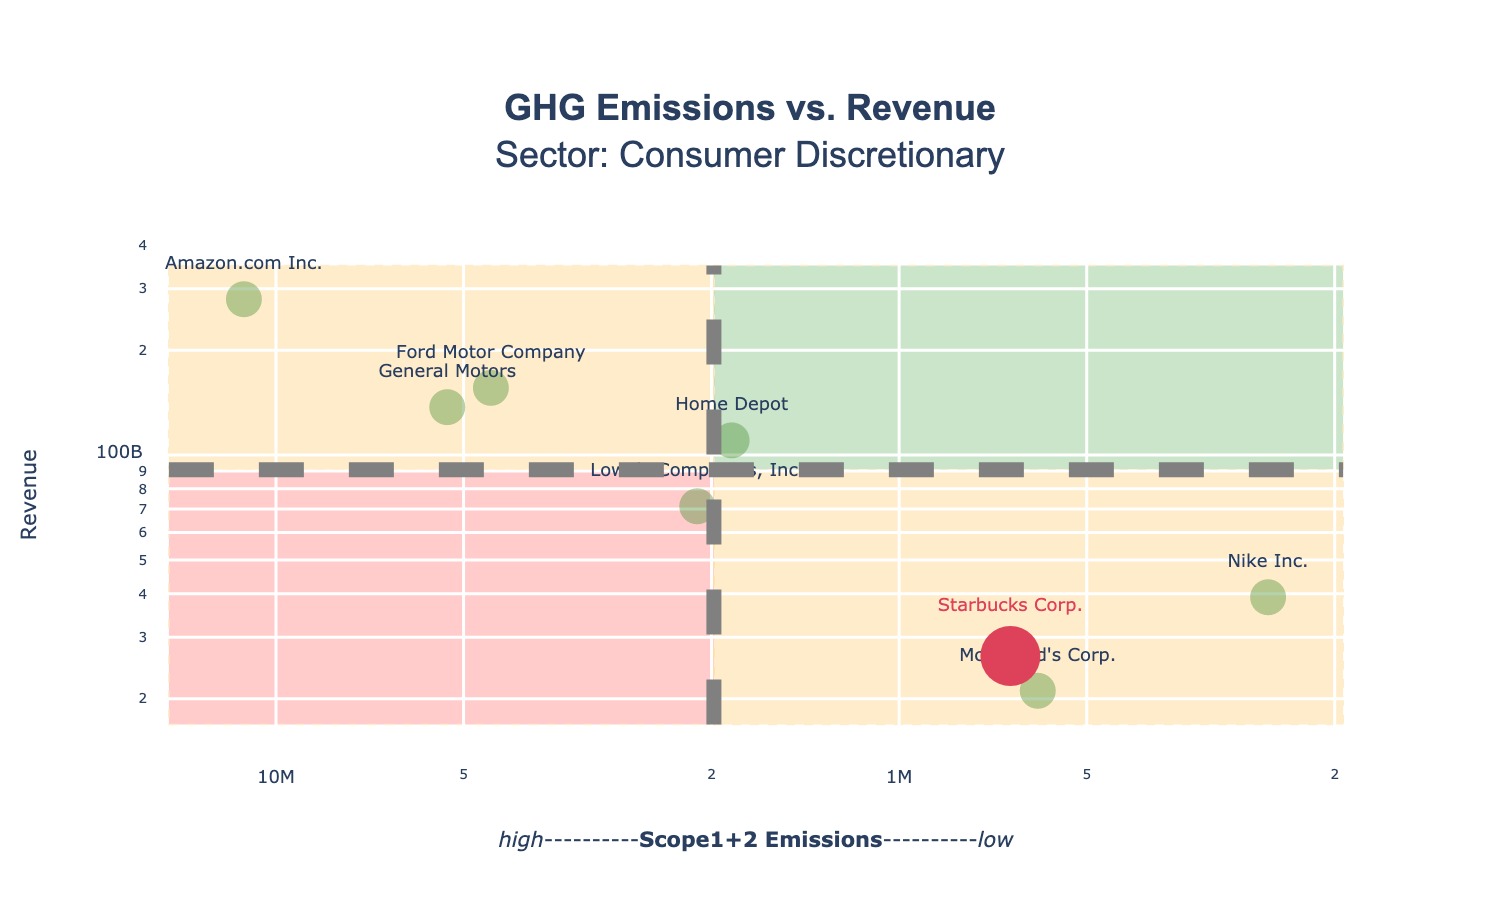 GHG Emissions vs. Revenue
Sector: Consumer Discretionary
4
Amazon.com Inc.
3
2
Ford Motor Company
General Motors
Home Depot
100B
9
Inc
8
7
6
5
Nike Inc.
4
Starbucks Corp.
3
Corp.
2
Revenue
10M
5
2
1M
5
2
high----------Scope1+2 Emissions----------low